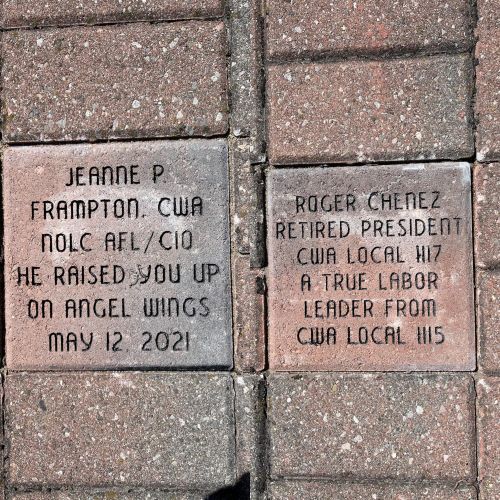 JEANNE P.
FRAMPTON, CWA
NOLC AFL/CIO
HE RAISED YOU UP
ON ANGEL WINGS
MAY 12, 2021
ROGER CHENEZ
RETIRED PRESIDENT
CWA LOCAL 1117
A TRUE LABOR
LEADER FROM
CWA LOCAL 1115